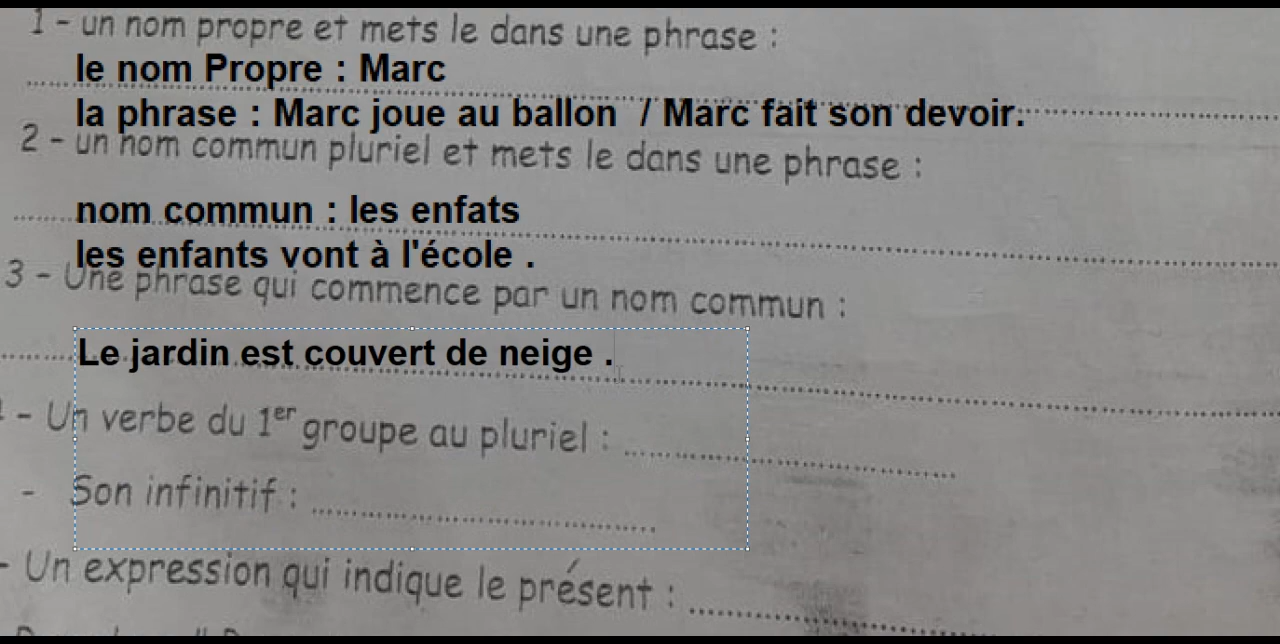 1 - un nom propre et mets le dans une phrase :
le nom Propre : Marc
la phrase : Marc joue au ballon / Marc fait son devoir.
2 - un nom commun pluriel et mets le dans une phrase :
nom commun : les enfats
les enfants vont à l'école .
3 - Une phrase qui commence par un nom commun :
Le jardin est couvert de neige .
- Un verbe du 1er groupe au pluriel :
- Son infinitif :
- Un expression qui indique le présent :